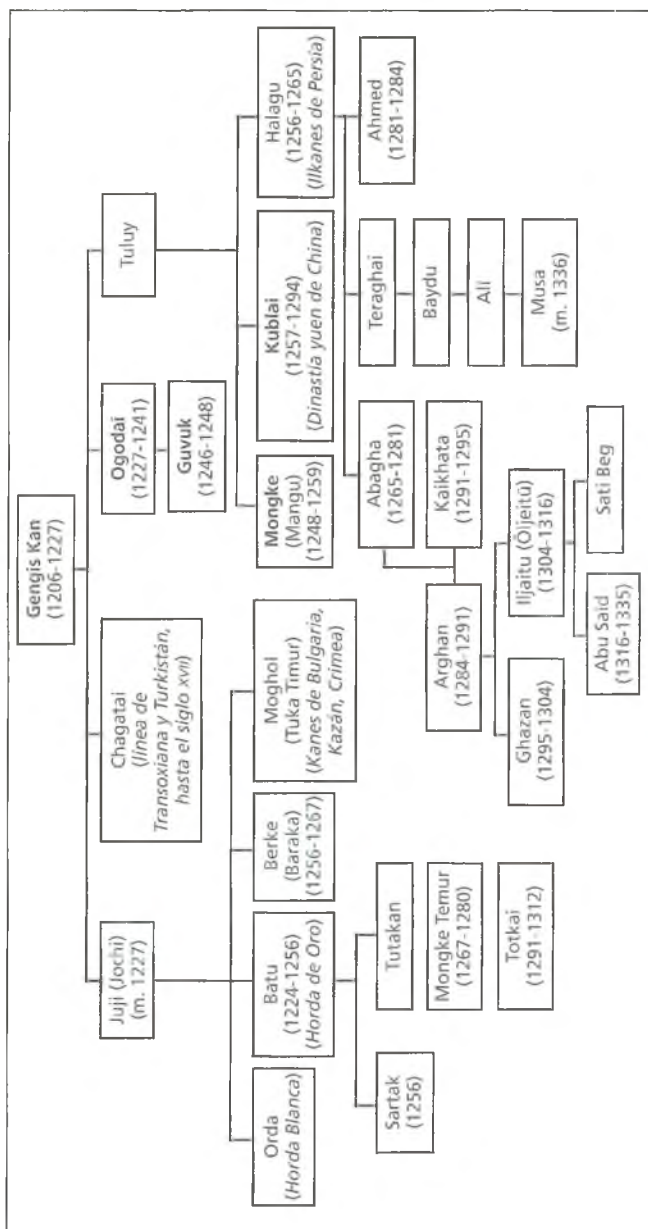 Gengis Kan
(1206-1227)
Juji (Jochi)
(m. 1227)
Chagatai
(línea de
Transoxiana y Turkistán,
hasta el siglo XVII)
Ogodai
(1227-1241)
Tuluy
Guvuk
(1246-1248)
Orda
(Horda Blanca)
Batu
(1224-1256)
(Horda de Oro)
Berke
(Baraka)
(1256-1267)
Moghol
(Tuka Timur)
(Kanes de Bulgaria,
Kazán, Crimea)
Mongke
(Mangu)
(1248-1259)
Kublai
(1257-1294)
(Dinastía yuen de China)
Halagu
(1256-1265)
(Ilkanes de Persia)
Sartak
(1256)
Tutakan
Mongke Temur
(1267-1280)
Totkai
(1291-1312)
Abagha
(1265-1281)
Teraghai
Ahmed
(1281-1284)
Arghan
(1284-1291)
Kaikhata
(1291-1295)
Baydu
Ali
Musa
(m. 1336)
Ghazan
(1295-1304)
Iljaitu (Öljeitü)
(1304-1316)
Abu Said
(1316-1335)
Sati Beg